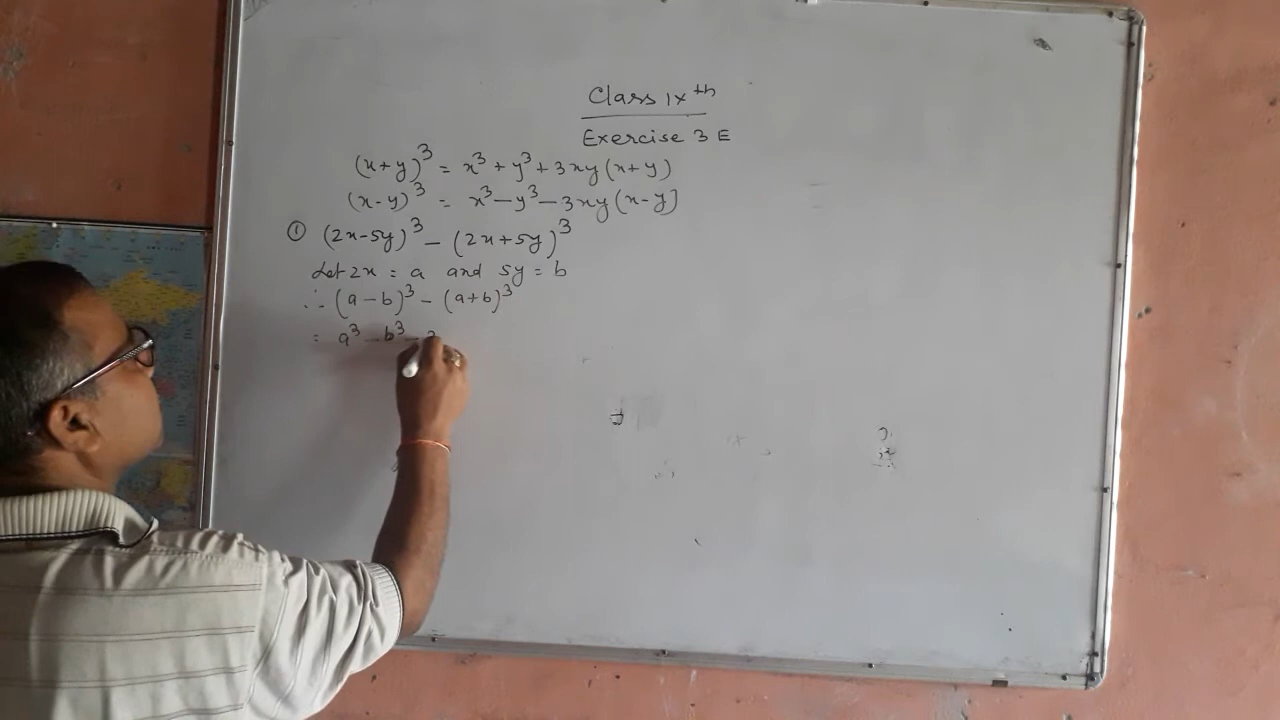 Class IXth
Exercise 3 E
(x+y)³ = x³ + y³ + 3xy(x+y)
(x-y)³ = x³ - y³ - 3xy(x-y]
① (2x-5y)³ - (2x+5y)³
Let 2x = a and 5y = b
∴ (a-b)³ - (a+b)³
= a³ - b³ - 3